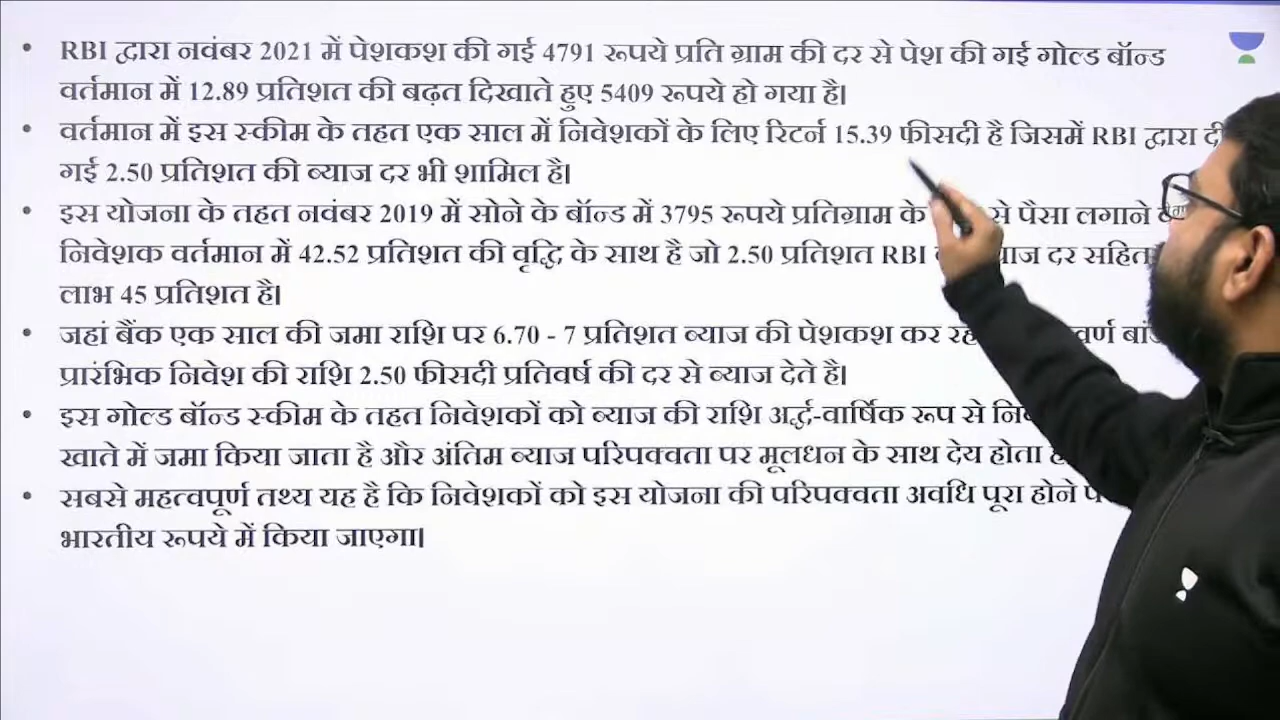 • RBI द्वारा नवंबर 2021 में पेशकश की गई 4791 रूपये प्रति ग्राम की दर से पेश की गई गोल्ड बॉन्ड
वर्तमान में 12.89 प्रतिशत की बढ़त दिखाते हुए 5409 रूपये हो गया है।
• वर्तमान में इस स्कीम के तहत एक साल में निवेशकों के लिए रिटर्न 15.39 फीसदी है जिसमें RBI द्वारा दी
गई 2.50 प्रतिशत की ब्याज दर भी शामिल है।
• इस योजना के तहत नवंबर 2019 में सोने के बॉन्ड में 3795 रूपये प्रतिग्राम के से पैसा लगाने
निवेशक वर्तमान में 42.52 प्रतिशत की वृद्धि के साथ है जो 2.50 प्रतिशत RBI दर सहित
लाभ 45 प्रतिशत है।
• जहां बैंक एक साल की जमा राशि पर 6.70 - 7 प्रतिशत ब्याज की पेशकश कर
प्रारंभिक निवेश की राशि 2.50 फीसदी प्रतिवर्ष की दर से ब्याज देते है।
• इस गोल्ड बॉन्ड स्कीम के तहत निवेशकों को ब्याज की राशि अर्द्ध-वार्षिक रूप से
खाते में जमा किया जाता है और अंतिम ब्याज परिपक्वता पर मूलधन के साथ देय होता
• सबसे महत्वपूर्ण तथ्य यह है कि निवेशकों को इस योजना की परिपक्वता अवधि पूरा होने
भारतीय रूपये में किया जाएगा।